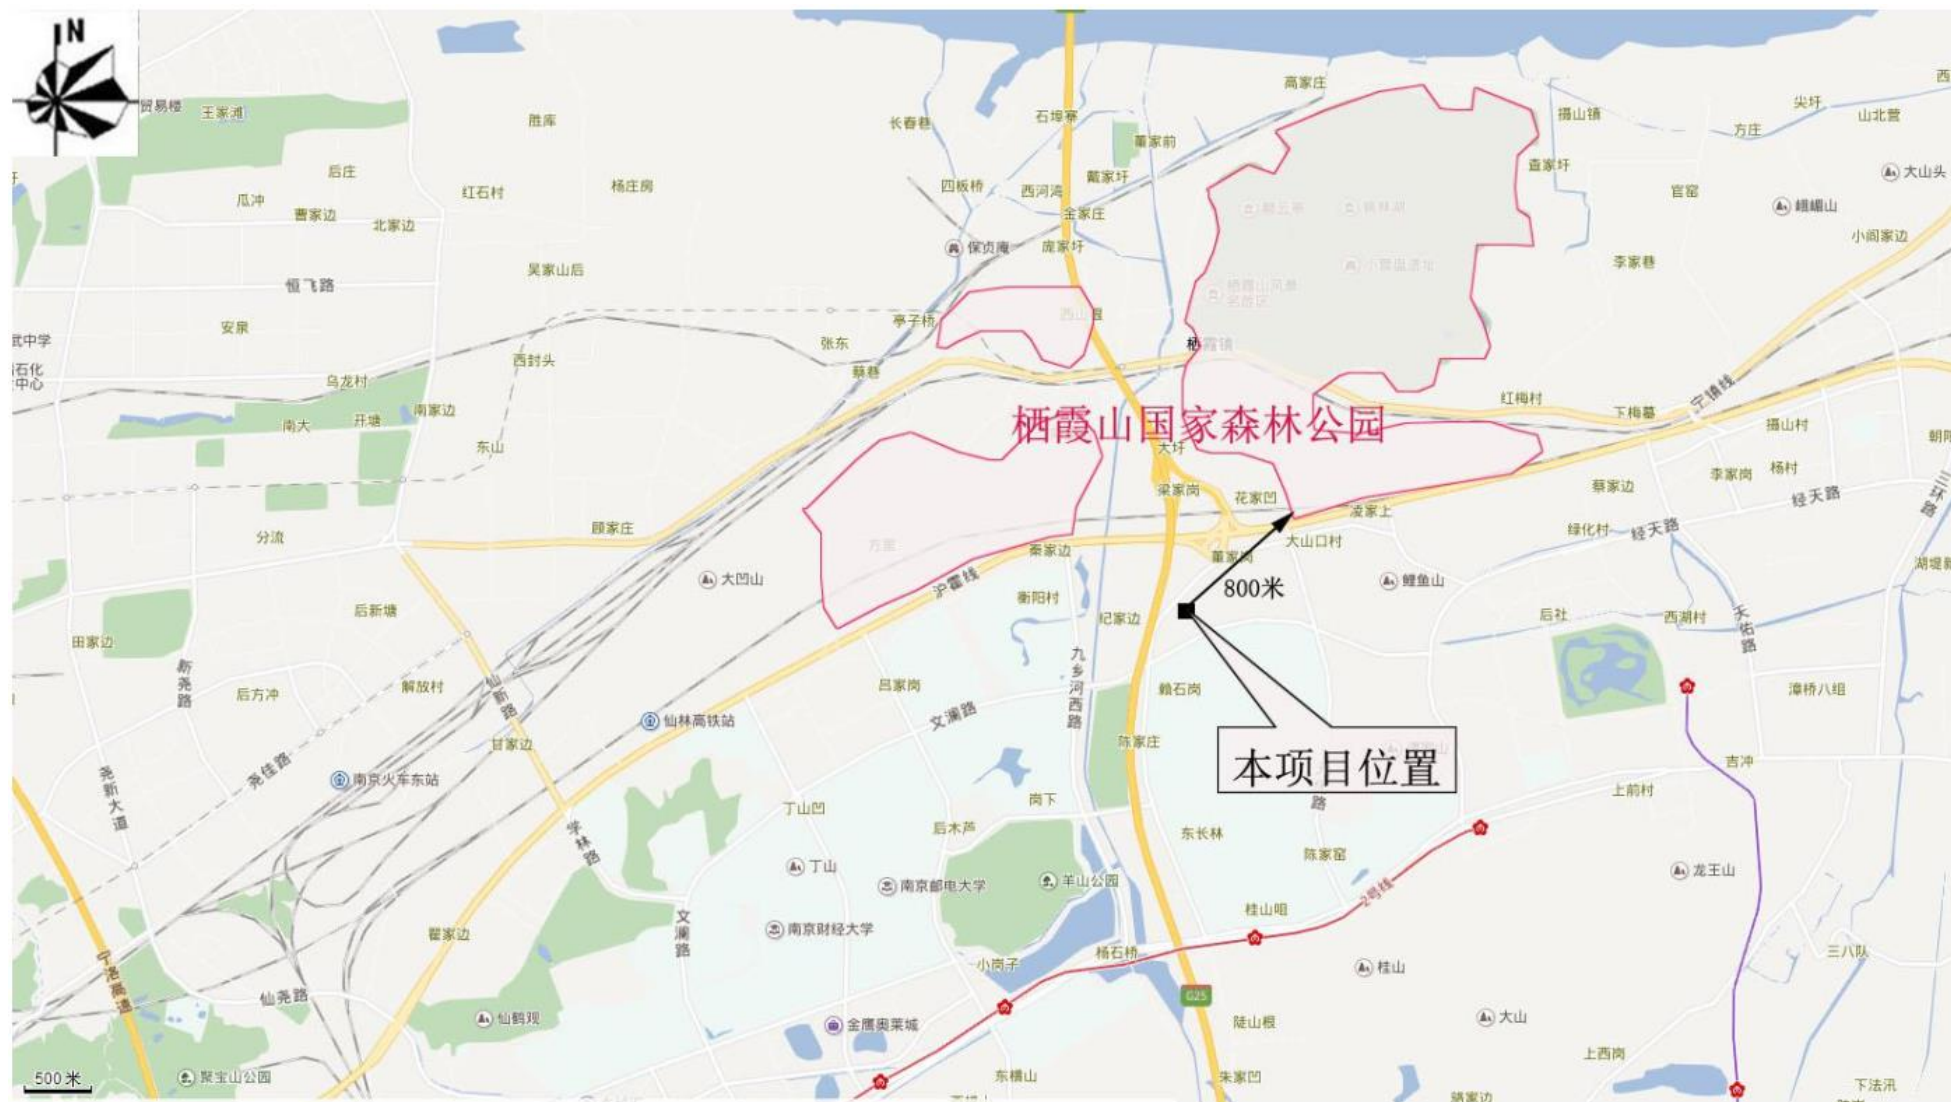 N
贸易楼
王家滩
胜库
长春巷
石埠寨
董家前
高家庄
摄山镇
尖圩
方庄
山北营
西
后庄
瓜冲
曹家边
北家边
红石村
杨庄房
四板桥
西河湾
戴家圩
金家庄
查家圩
官窑
大山头
峨嵋山
小阎家边
保贞庵
庞家圩
吴家山后
恒飞路
李家巷
安泉
亭子桥
张东
蔡巷
西封头
武中学
石化
中心
乌龙村
南大
开塘
南家边
东山
栖霞镇
红梅村
下梅墓
宁镇线
摄山村
朝阳
栖霞山国家森林公园
大圩
梁家岗
花家凹
凌家上
李家岗
杨村
蔡家边
经天路
经天路
三环路
绿化村
分流
顾家庄
方里
秦家边
沪霍线
董家岗
大山口村
大凹山
800米
鲤鱼山
后社
西湖村
天佑路
后新塘
衡阳村
纪家边
田家边
新尧路
后方冲
解放村
仙新路
吕家岗
文澜路
九乡河西路
赖石岗
漳桥八组
仙林高铁站
甘家边
陈家庄
本项目位置
路
吉冲
上前村
尧佳路
南京火车东站
尧新大道
丁山凹
岗下
后木芦
东长林
陈家窑
学林路
丁山
南京邮电大学
羊山公园
龙王山
2号线
桂山咀
文澜路
南京财经大学
瞿家边
小岗子
杨石桥
桂山
三八队
宁洛高速
仙尧路
仙鹤观
金鹰奥莱城
G25
陡山根
大山
上西岗
500米
聚宝山公园
东横山
朱家凹
骆家边
下法汛